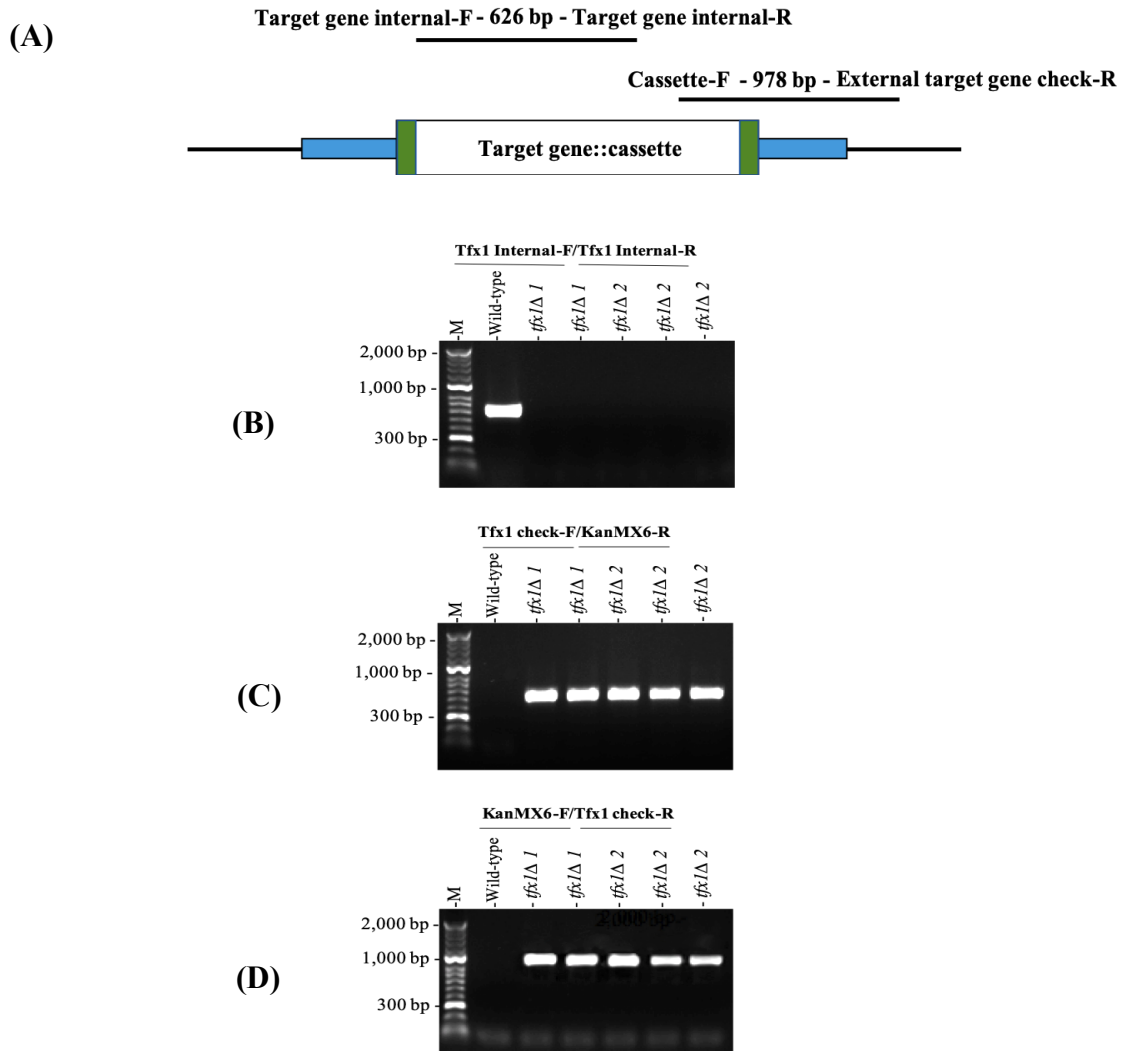 (A)
Target gene internal-F - 626 bp - Target gene internal-R
Cassette-F - 978 bp - External target gene check-R
Target gene::cassette
(B)
Tfx1 Internal-F/Tfx1 Internal-R
-M
-Wild-type
- tfx1Δ 1
- tfx1Δ 1
- tfx1Δ 2
- tfx1Δ 2
- tfx1Δ 2
2,000 bp -
1,000 bp -
300 bp -
(C)
Tfx1 check-F/KanMX6-R
-M
-Wild-type
- tfx1Δ 1
- tfx1Δ 1
- tfx1Δ 2
- tfx1Δ 2
- tfx1Δ 2
2,000 bp -
1,000 bp -
300 bp -
(D)
KanMX6-F/Tfx1 check-R
-M
-Wild-type
- tfx1Δ 1
- tfx1Δ 1
- tfx1Δ 2
- tfx1Δ 2
- tfx1Δ 2
2,000 bp -
1,000 bp -
300 bp -